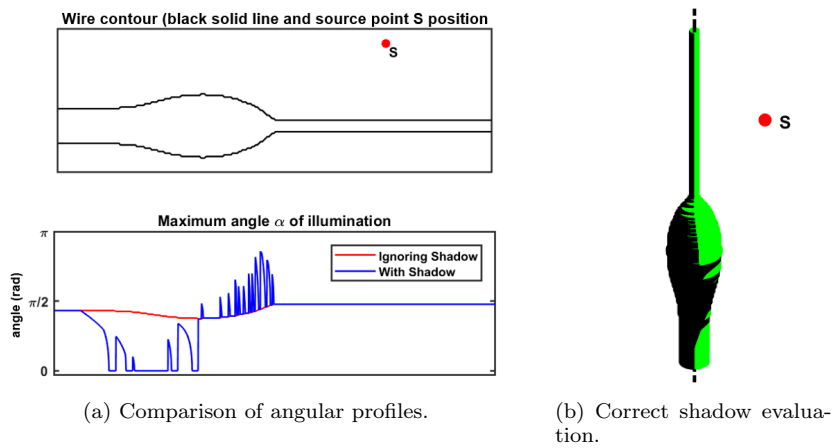 Wire contour (black solid line and source point S position
S
Maximum angle α of illumination
π
π/2
0
angle (rad)
Ignoring Shadow
With Shadow
(a) Comparison of angular profiles.
S
(b) Correct shadow evalua-
tion.